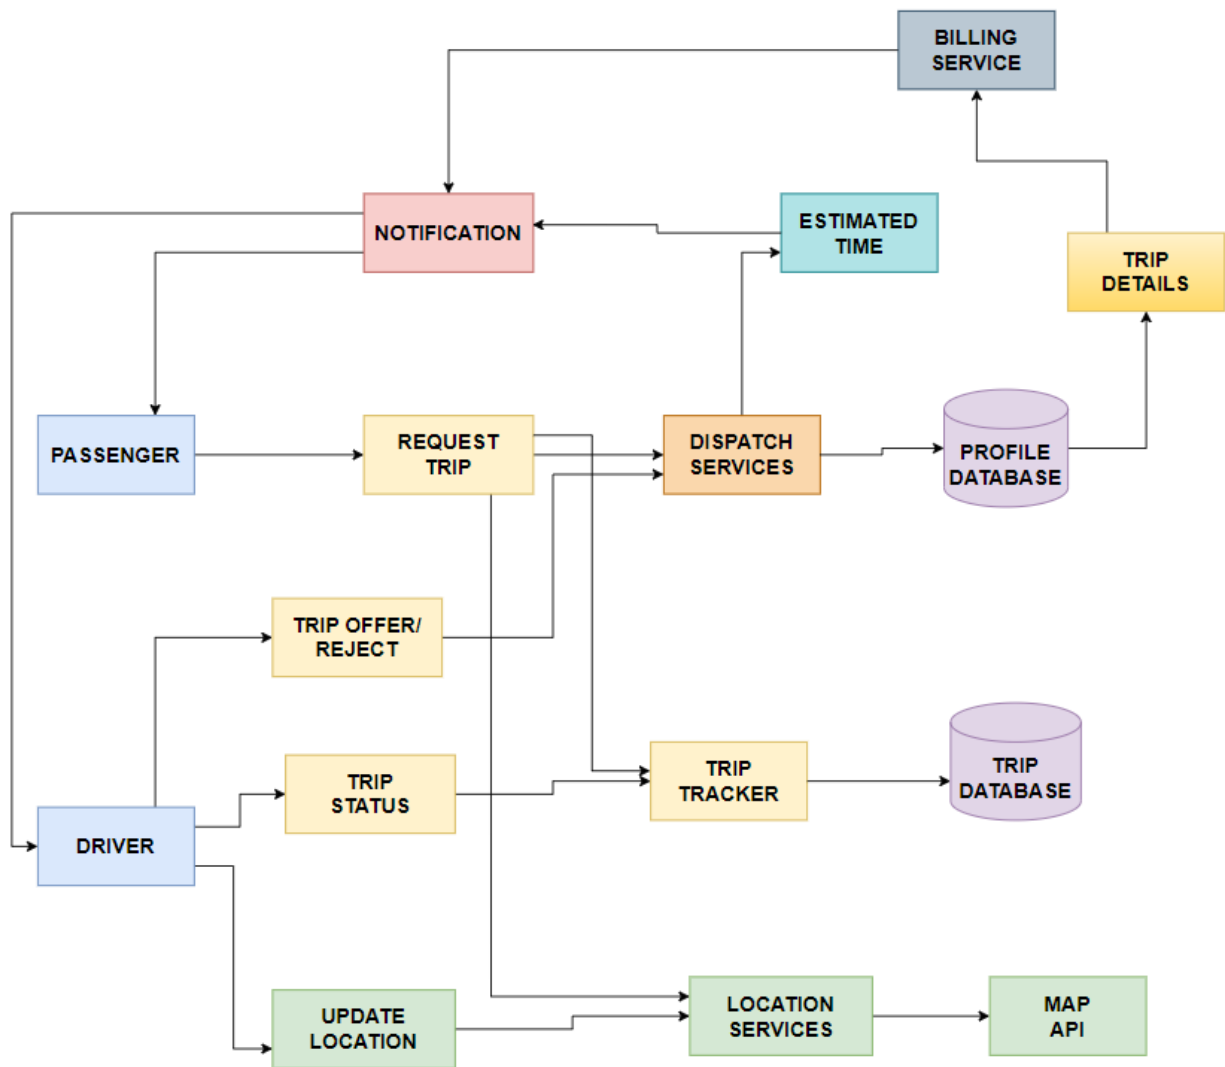 BILLING
SERVICE
NOTIFICATION
ESTIMATED
TIME
TRIP
DETAILS
PASSENGER
REQUEST
TRIP
DISPATCH
SERVICES
PROFILE
DATABASE
TRIP OFFER/
REJECT
TRIP
STATUS
TRIP
TRACKER
TRIP
DATABASE
DRIVER
UPDATE
LOCATION
LOCATION
SERVICES
MAP
API